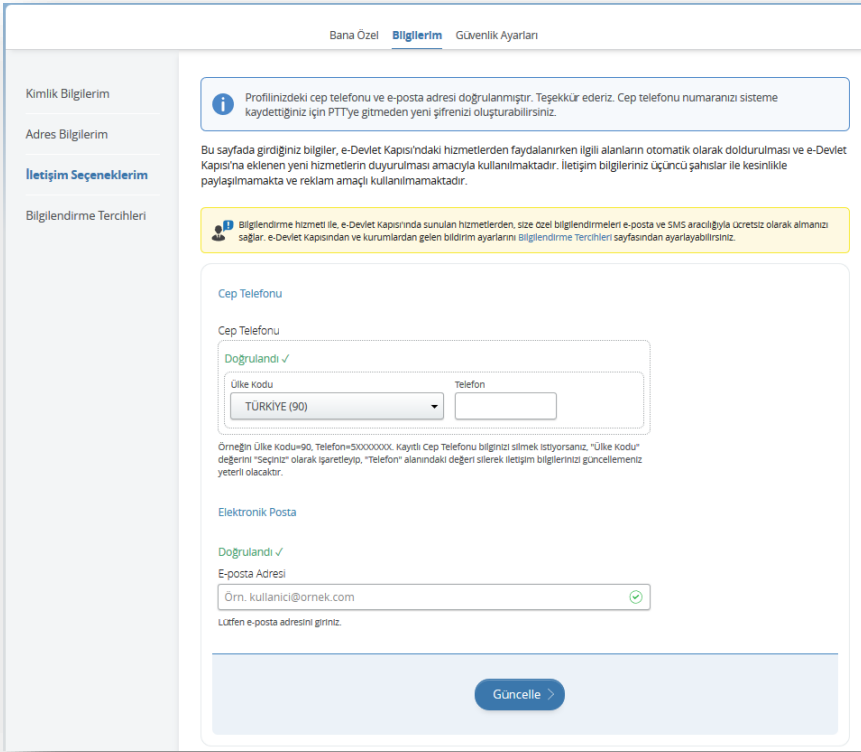 Bana Özel Bilgilerim Güvenlik Ayarları
Kimlik Bilgilerim
Adres Bilgilerim
İletişim Seçeneklerim
Bilgilendirme Tercihleri
Profilinizdeki cep telefonu ve e-posta adresi doğrulanmıştır. Teşekkür ederiz. Cep telefonu numaranızı sisteme
kaydettiğiniz için PTT'ye gitmeden yeni şifrenizi oluşturabilirsiniz.
Bu sayfada girdiğiniz bilgiler, e-Devlet Kapısı'ndaki hizmetlerden faydalanırken ilgili alanların otomatik olarak doldurulması ve e-Devlet
Kapısı'na eklenen yeni hizmetlerin duyurulması amacıyla kullanılmaktadır. İletişim bilgileriniz üçüncü şahıslar ile kesinlikle
paylaşılmamakta ve reklam amaçlı kullanılmamaktadır.
Bilgilendirme hizmeti ile, e-Devlet Kapısında sunulan hizmetlerden, size özel bilgilendirmeleri e-posta ve SMS aracılığıyla ücretsiz olarak almanızı
sağlar. e-Devlet Kapısından ve kurumlardan gelen bildirim ayarlarını Bilgilendirme Tercihleri sayfasından ayarlayabilirsiniz.
Cep Telefonu
Cep Telefonu
Doğrulandı ✓
Ülke Kodu Telefon
TÜRKİYE (90)
Örneğin Ülke Kodu=90, Telefon=5XXXXXXX. Kayıtlı Cep Telefonu bilginizi silmek istiyorsanız, "Ülke Kodu"
değerini "Seçiniz" olarak işaretleyip, "Telefon" alanındaki değeri silerek iletişim bilgilerinizi güncellemeniz
yeterli olacaktır.
Elektronik Posta
Doğrulandı ✓
E-posta Adresi
Örn. kullanici@ornek.com
Lütfen e-posta adresini giriniz.
Güncelle